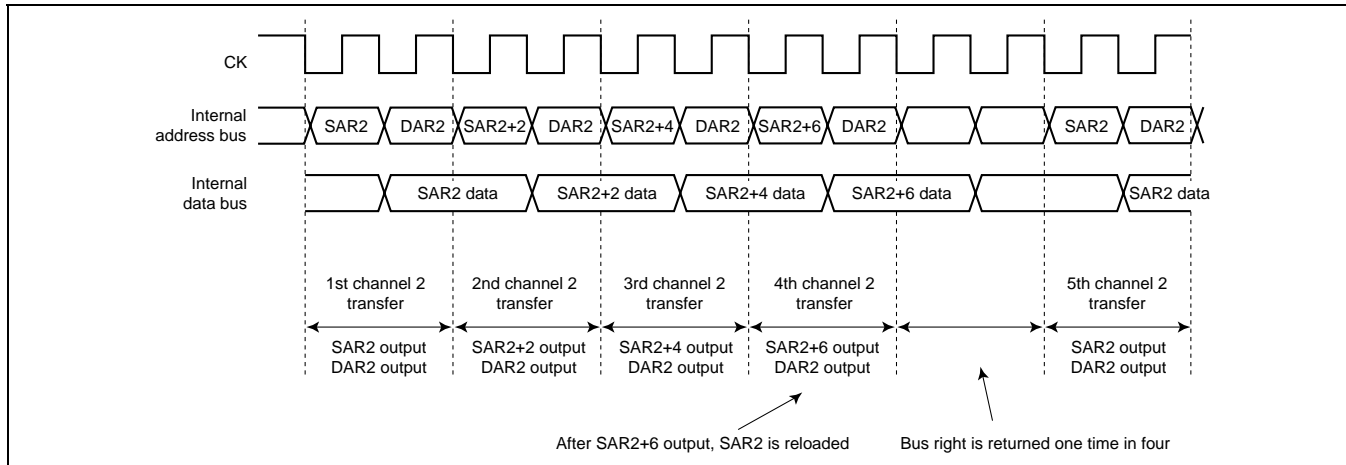 CK
Internal
address bus
SAR2 DAR2 SAR2+2 DAR2 SAR2+4 DAR2 SAR2+6 DAR2 SAR2 DAR2
Internal
data bus
SAR2 data SAR2+2 data SAR2+4 data SAR2+6 data SAR2 data
1st channel 2
transfer
2nd channel 2
transfer
3rd channel 2
transfer
4th channel 2
transfer
5th channel 2
transfer
SAR2 output
DAR2 output
SAR2+2 output
DAR2 output
SAR2+4 output
DAR2 output
SAR2+6 output
DAR2 output
SAR2 output
DAR2 output
After SAR2+6 output, SAR2 is reloaded
Bus right is returned one time in four